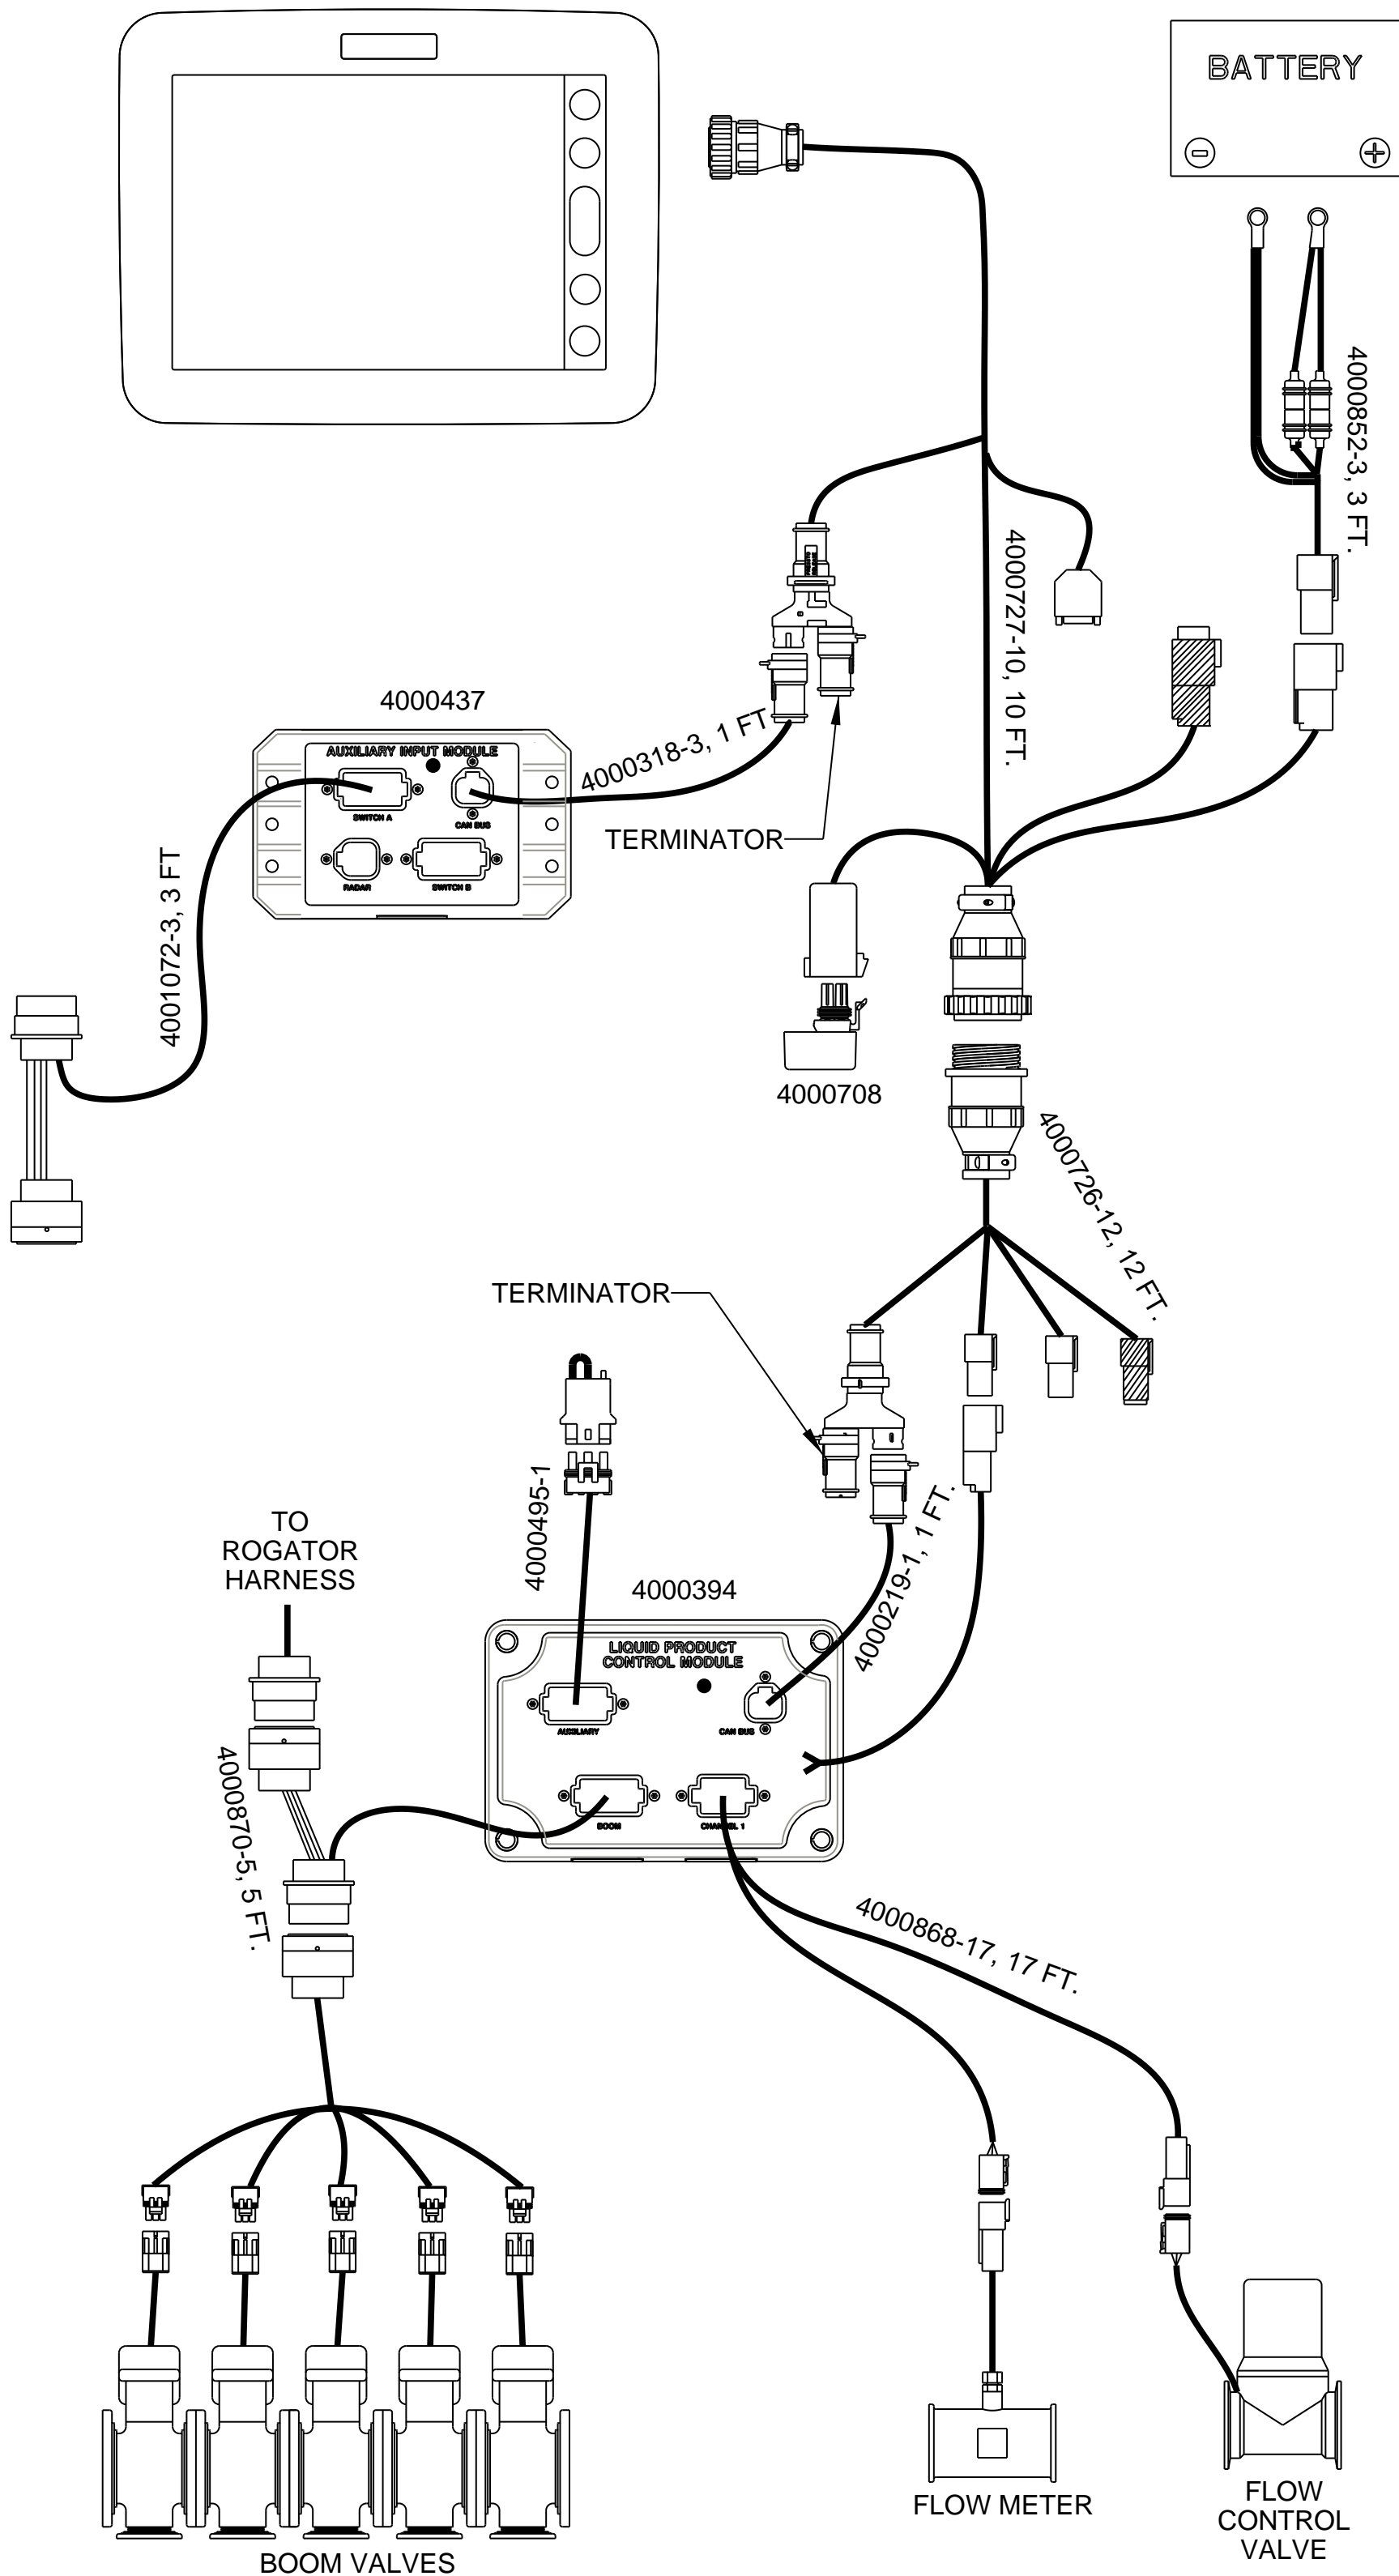 BATTERY
4000852-3, 3 FT.
4000727-10, 10 FT.
4000437
AUXILIARY INPUT MODULE
SWITCH A
CAN BUS
RADAR
SWITCH B
4000318-3, 1 FT
TERMINATOR
4001072-3, 3 FT
4000708
4000726-12, 12 FT.
TERMINATOR
4000495-1
TO
ROGATOR
HARNESS
4000394
4000219-1, 1 FT.
LIQUID PRODUCT
CONTROL MODULE
AUXILIARY
CAN BUS
BOOM
CHANNEL 1
4000870-5, 5 FT.
4000868-17, 17 FT.
FLOW METER
FLOW
CONTROL
VALVE
BOOM VALVES